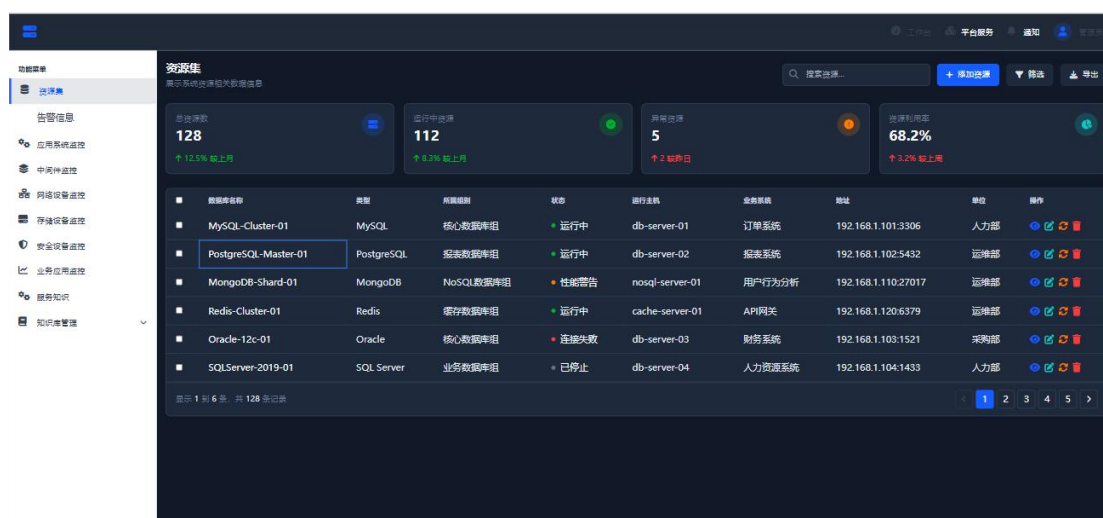 工作台 平台服务 通知 管理员
功能菜单
资源集
告警信息
应用系统监控
中间件监控
网络设备监控
存储设备监控
安全设备监控
业务应用监控
服务知识
知识库管理
资源集
展示系统资源相关数据信息
搜索资源...
+ 添加资源 筛选 导出
总资源数 运行中资源 异常资源 资源利用率
128 112 5 68.2%
↑ 12.5% 较上月 ↑ 8.3% 较上月 ↑ 2 较昨日 ↑ 3.2% 较上周
数据库名称 类型 所属组别 状态 运行主机 业务系统 地址 单位 操作
MySQL-Cluster-01 MySQL 核心数据库组 运行中 db-server-01 订单系统 192.168.1.101:3306 人力部
PostgreSQL-Master-01 PostgreSQL 报表数据库组 运行中 db-server-02 报表系统 192.168.1.102:5432 运维部
MongoDB-Shard-01 MongoDB NoSQL数据库组 性能警告 nosql-server-01 用户行为分析 192.168.1.110:27017 运维部
Redis-Cluster-01 Redis 缓存数据库组 运行中 cache-server-01 API网关 192.168.1.120:6379 运维部
Oracle-12c-01 Oracle 核心数据库组 连接失败 db-server-03 财务系统 192.168.1.103:1521 采购部
SQLServer-2019-01 SQL Server 业务数据库组 已停止 db-server-04 人力资源系统 192.168.1.104:1433 人力部
显示 1 到 6 条，共 128 条记录
< 1 2 3 4 5 >